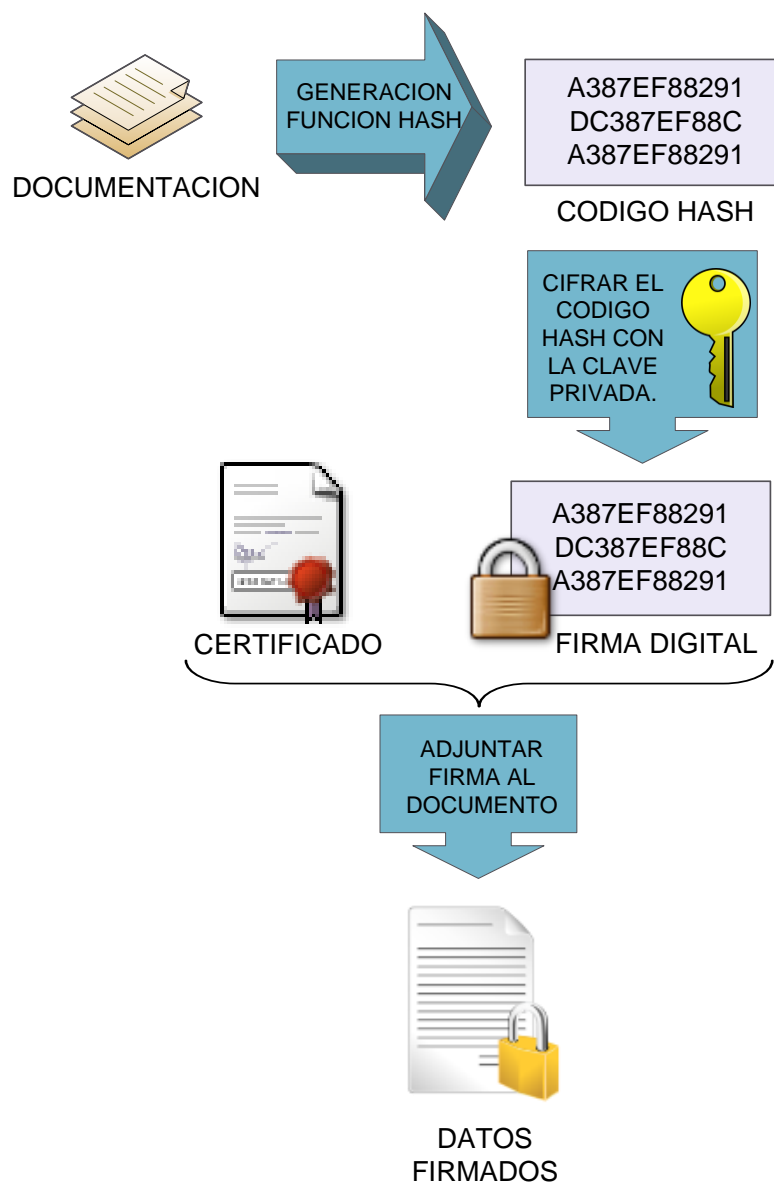 GENERACION
FUNCION HASH
A387EF88291
DC387EF88C
A387EF88291
DOCUMENTACION
CODIGO HASH
CIFRAR EL
CODIGO
HASH CON
LA CLAVE
PRIVADA.
A387EF88291
DC387EF88C
A387EF88291
CERTIFICADO
FIRMA DIGITAL
ADJUNTAR
FIRMA AL
DOCUMENTO
DATOS
FIRMADOS